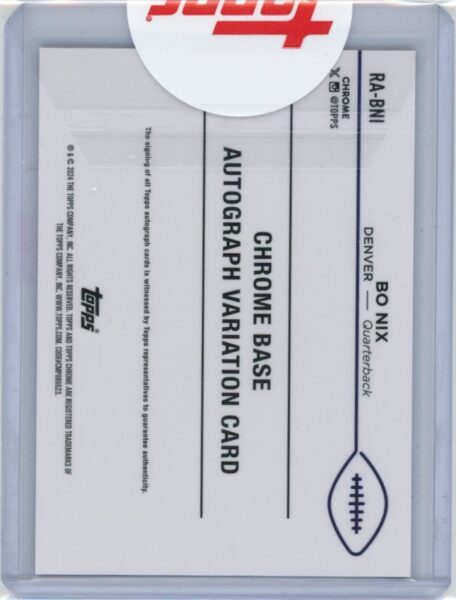 topps
RA-BNI
CHROME
@TOPPS
BO NIX
DENVER — Quarterback
CHROME BASE
AUTOGRAPH VARIATION CARD
The signing of all Topps autograph cards is witnessed by Topps representatives to guarantee authenticity.
topps
® & © 2024 THE TOPPS COMPANY, INC. ALL RIGHTS RESERVED. TOPPS AND TOPPS CHROME ARE REGISTERED TRADEMARKS OF
THE TOPPS COMPANY, INC. WWW.TOPPS.COM. CODE#CMP085523.